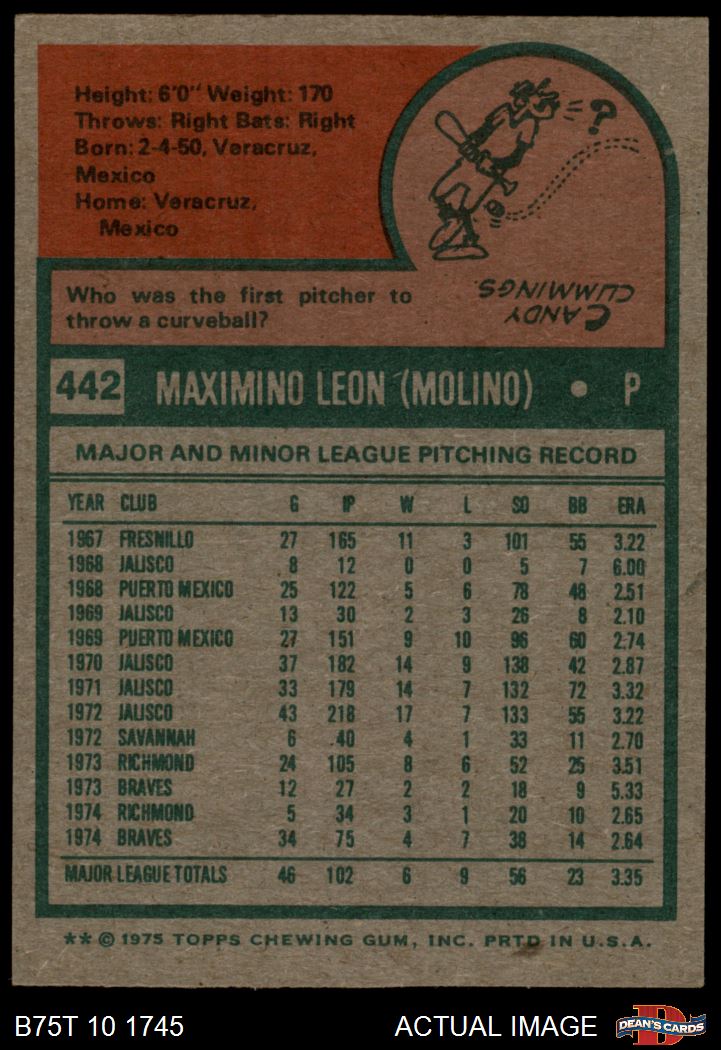 Height: 6'0" Weight: 170
Throws: Right Bats: Right
Born: 2-4-50, Veracruz,
Mexico
Home: Veracruz,
Mexico
?
Who was the first pitcher to
throw a curveball?
CANDY
CUMMINGS
442 MAXIMINO LEON (MOLINO) • P
MAJOR AND MINOR LEAGUE PITCHING RECORD
YEAR CLUB G IP W L SO BB ERA
1967 FRESNILLO 27 165 11 3 101 55 3.22
1968 JALISCO 8 12 0 0 5 7 6.00
1968 PUERTO MEXICO 25 122 5 6 78 48 2.51
1969 JALISCO 13 30 2 3 26 8 2.10
1969 PUERTO MEXICO 27 151 9 10 96 60 2.74
1970 JALISCO 37 182 14 9 138 42 2.87
1971 JALISCO 33 179 14 7 132 72 3.32
1972 JALISCO 43 218 17 7 133 55 3.22
1972 SAVANNAH 6 40 4 1 33 11 2.70
1973 RICHMOND 24 105 8 6 52 25 3.51
1973 BRAVES 12 27 2 2 18 9 5.33
1974 RICHMOND 5 34 3 1 20 10 2.65
1974 BRAVES 34 75 4 7 38 14 2.64
MAJOR LEAGUE TOTALS 46 102 6 9 56 23 3.35
** © 1975 TOPPS CHEWING GUM, INC. PRTD IN U.S.A.
B75T 10 1745 ACTUAL IMAGE DEAN'S CARDS